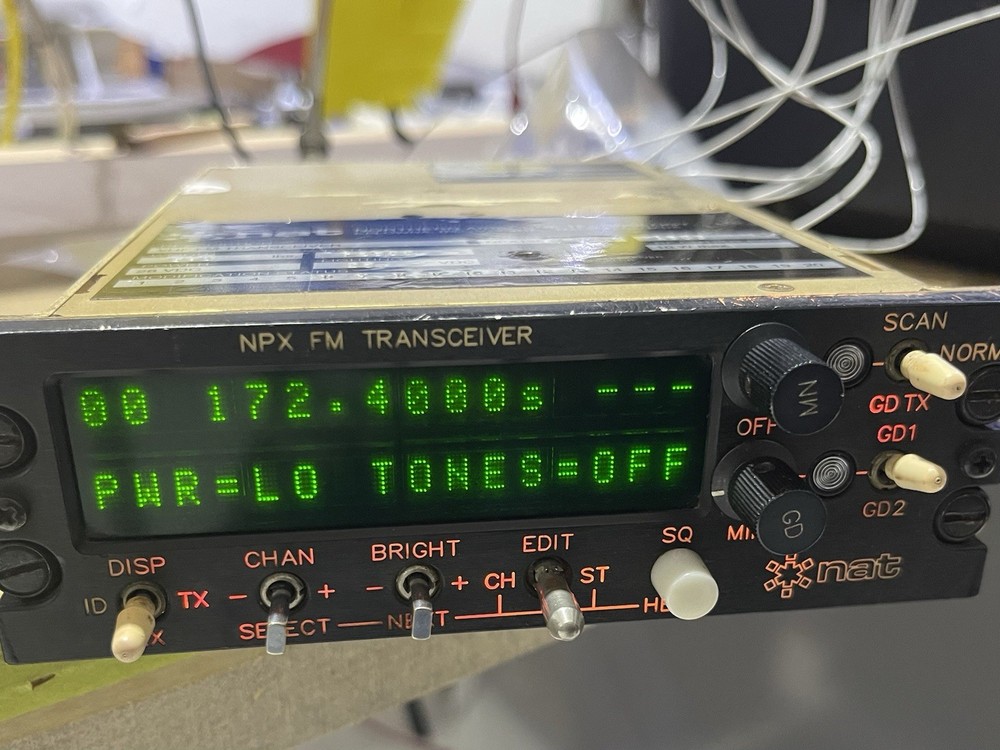 NPX FM TRANSCEIVER
SCAN
NORM
00 172.4000s ---
MN
GD TX
OFF
GD1
PWR=LO TONES=OFF
GD
GD2
DISP
CHAN
BRIGHT
EDIT
SQ
nat
ID TX - + - + CH ST
SELECT NEXT